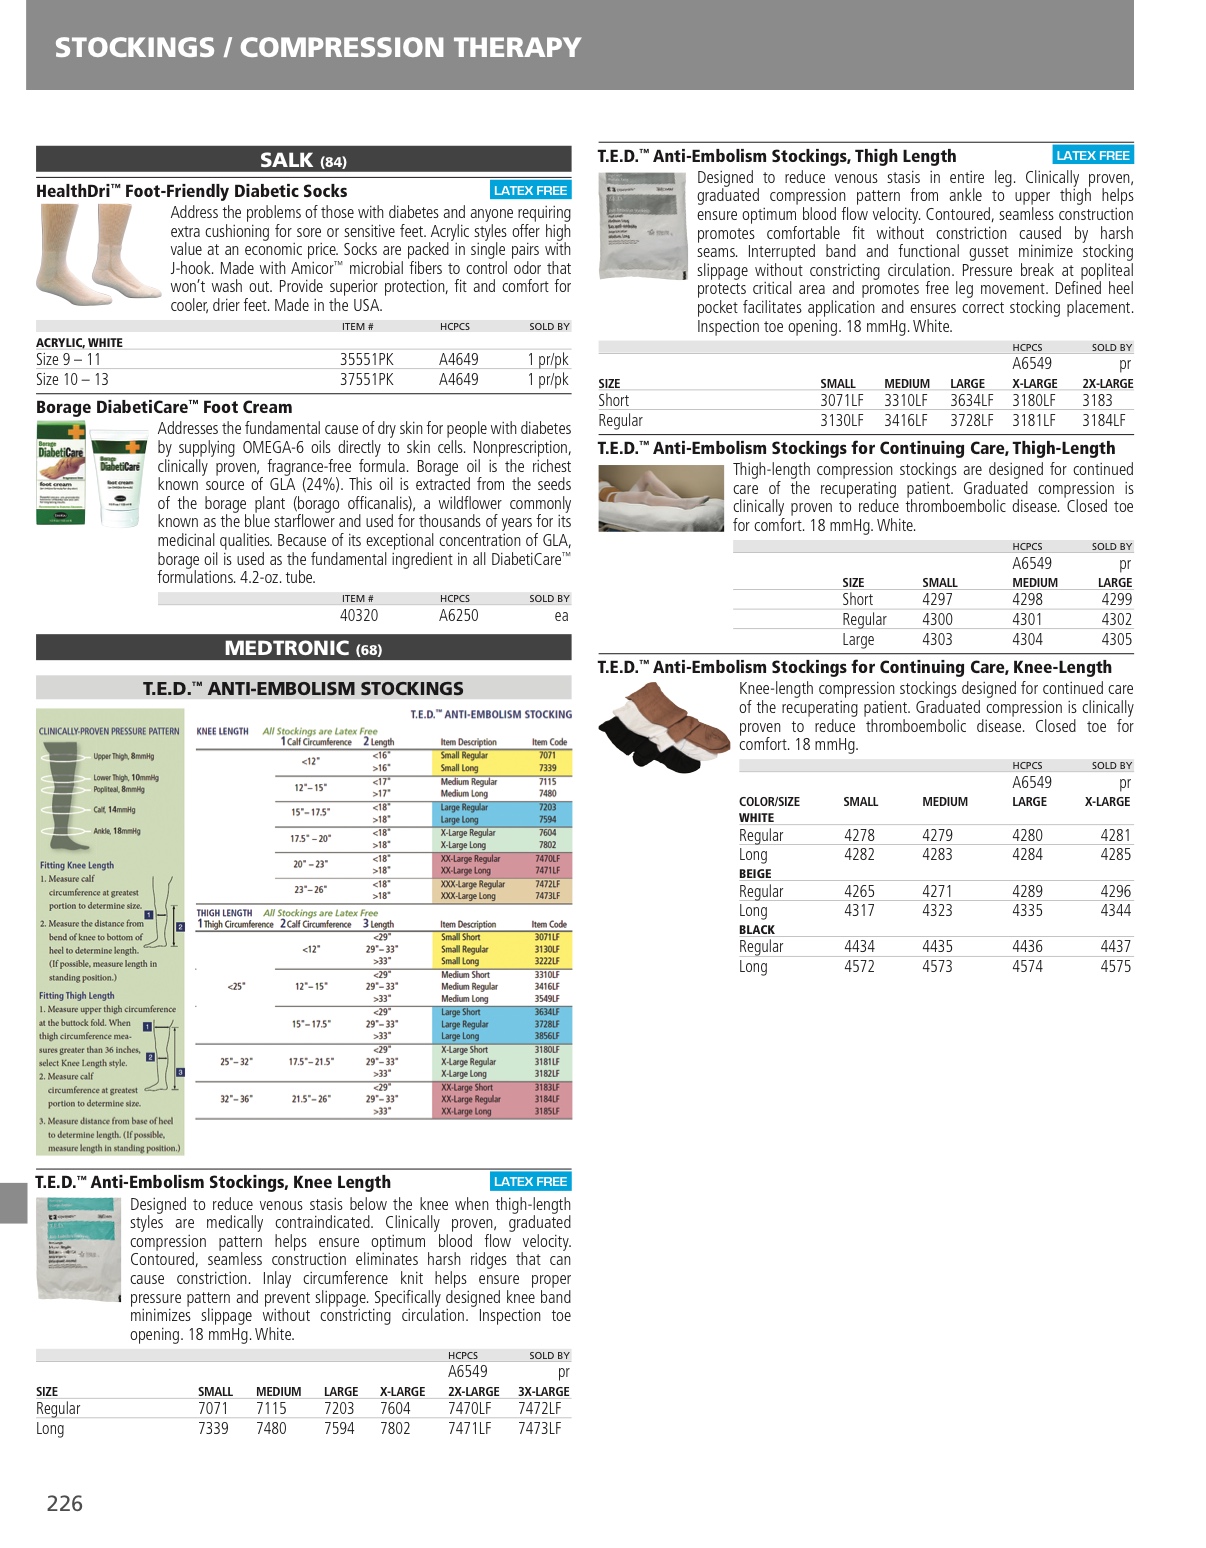 STOCKINGS / COMPRESSION THERAPY
SALK (84)
HealthDri™ Foot-Friendly Diabetic Socks
LATEX FREE
Address the problems of those with diabetes and anyone requiring
extra cushioning for sore or sensitive feet. Acrylic styles offer high
value at an economic price. Socks are packed in single pairs with
J-hook. Made with Amicor™ microbial fibers to control odor that
won’t wash out. Provide superior protection, fit and comfort for
cooler, drier feet. Made in the USA.
ITEM # HCPCS SOLD BY
ACRYLIC, WHITE
Size 9 – 11 35551PK A4649 1 pr/pk
Size 10 – 13 37551PK A4649 1 pr/pk
Borage DiabetiCare™ Foot Cream
Borage
DiabetiCare
foot cream
Borage
DiabetiCare
foot cream
Addresses the fundamental cause of dry skin for people with diabetes
by supplying OMEGA-6 oils directly to skin cells. Nonprescription,
clinically proven, fragrance-free formula. Borage oil is the richest
known source of GLA (24%). This oil is extracted from the seeds
of the borage plant (borago officanalis), a wildflower commonly
known as the blue starflower and used for thousands of years for its
medicinal qualities. Because of its exceptional concentration of GLA,
borage oil is used as the fundamental ingredient in all DiabetiCare™
formulations. 4.2-oz. tube.
ITEM # HCPCS SOLD BY
40320 A6250 ea
MEDTRONIC (68)
T.E.D.™ ANTI-EMBOLISM STOCKINGS
CLINICALLY-PROVEN PRESSURE PATTERN
Upper Thigh, 8mmHg
Lower Thigh, 10mmHg
Popliteal, 8mmHg
Calf, 14mmHg
Ankle, 18mmHg
Fitting Knee Length
1. Measure calf
circumference at greatest
portion to determine size.
2. Measure the distance from
bend of knee to bottom of
heel to determine length.
(If possible, measure length in
standing position.)
1
2
Fitting Thigh Length
1. Measure upper thigh circumference
at the buttock fold. When
thigh circumference mea-
sures greater than 36 inches,
select Knee Length style.
2. Measure calf
circumference at greatest
portion to determine size.
3. Measure distance from base of heel
to determine length. (If possible,
measure length in standing position.)
1
2
3
T.E.D.™ ANTI-EMBOLISM STOCKING
KNEE LENGTH All Stockings are Latex Free
1 Calf Circumference 2 Length Item Description Item Code
<12" <16" Small Regular 7071
>16" Small Long 7339
12"– 15" <17" Medium Regular 7115
>17" Medium Long 7480
15"– 17.5" <18" Large Regular 7203
>18" Large Long 7594
17.5" – 20" <18" X-Large Regular 7604
>18" X-Large Long 7802
20" – 23" <18" XX-Large Regular 7470LF
>18" XX-Large Long 7471LF
23"– 26" <18" XXX-Large Regular 7472LF
>18" XXX-Large Long 7473LF
THIGH LENGTH All Stockings are Latex Free
1 Thigh Circumference 2 Calf Circumference 3 Length Item Description Item Code
<29" Small Short 3071LF
<12" 29"– 33" Small Regular 3130LF
>33" Small Long 3222LF
<29" Medium Short 3310LF
<25" 12"– 15" 29"– 33" Medium Regular 3416LF
>33" Medium Long 3549LF
<29" Large Short 3634LF
15"– 17.5" 29"– 33" Large Regular 3728LF
>33" Large Long 3856LF
<29" X-Large Short 3180LF
25"– 32" 17.5"– 21.5" 29"– 33" X-Large Regular 3181LF
>33" X-Large Long 3182LF
<29" XX-Large Short 3183LF
32"– 36" 21.5"– 26" 29"– 33" XX-Large Regular 3184LF
>33" XX-Large Long 3185LF
T.E.D.™ Anti-Embolism Stockings, Knee Length
LATEX FREE
Designed to reduce venous stasis below the knee when thigh-length
styles are medically contraindicated. Clinically proven, graduated
compression pattern helps ensure optimum blood flow velocity.
Contoured, seamless construction eliminates harsh ridges that can
cause constriction. Inlay circumference knit helps ensure proper
pressure pattern and prevent slippage. Specifically designed knee band
minimizes slippage without constricting circulation. Inspection toe
opening. 18 mmHg. White.
HCPCS SOLD BY
A6549 pr
SIZE SMALL MEDIUM LARGE X-LARGE 2X-LARGE 3X-LARGE
Regular 7071 7115 7203 7604 7470LF 7472LF
Long 7339 7480 7594 7802 7471LF 7473LF
T.E.D.™ Anti-Embolism Stockings, Thigh Length
LATEX FREE
Designed to reduce venous stasis in entire leg. Clinically proven,
graduated compression pattern from ankle to upper thigh helps
ensure optimum blood flow velocity. Contoured, seamless construction
promotes comfortable fit without constriction caused by harsh
seams. Interrupted band and functional gusset minimize stocking
slippage without constricting circulation. Pressure break at popliteal
protects critical area and promotes free leg movement. Defined heel
pocket facilitates application and ensures correct stocking placement.
Inspection toe opening. 18 mmHg. White.
HCPCS SOLD BY
A6549 pr
SIZE SMALL MEDIUM LARGE X-LARGE 2X-LARGE
Short 3071LF 3310LF 3634LF 3180LF 3183
Regular 3130LF 3416LF 3728LF 3181LF 3184LF
T.E.D.™ Anti-Embolism Stockings for Continuing Care, Thigh-Length
Thigh-length compression stockings are designed for continued
care of the recuperating patient. Graduated compression is
clinically proven to reduce thromboembolic disease. Closed toe
for comfort. 18 mmHg. White.
HCPCS SOLD BY
A6549 pr
SIZE SMALL MEDIUM LARGE
Short 4297 4298 4299
Regular 4300 4301 4302
Large 4303 4304 4305
T.E.D.™ Anti-Embolism Stockings for Continuing Care, Knee-Length
Knee-length compression stockings designed for continued care
of the recuperating patient. Graduated compression is clinically
proven to reduce thromboembolic disease. Closed toe for
comfort. 18 mmHg.
HCPCS SOLD BY
A6549 pr
COLOR/SIZE SMALL MEDIUM LARGE X-LARGE
WHITE
Regular 4278 4279 4280 4281
Long 4282 4283 4284 4285
BEIGE
Regular 4265 4271 4289 4296
Long 4317 4323 4335 4344
BLACK
Regular 4434 4435 4436 4437
Long 4572 4573 4574 4575
226